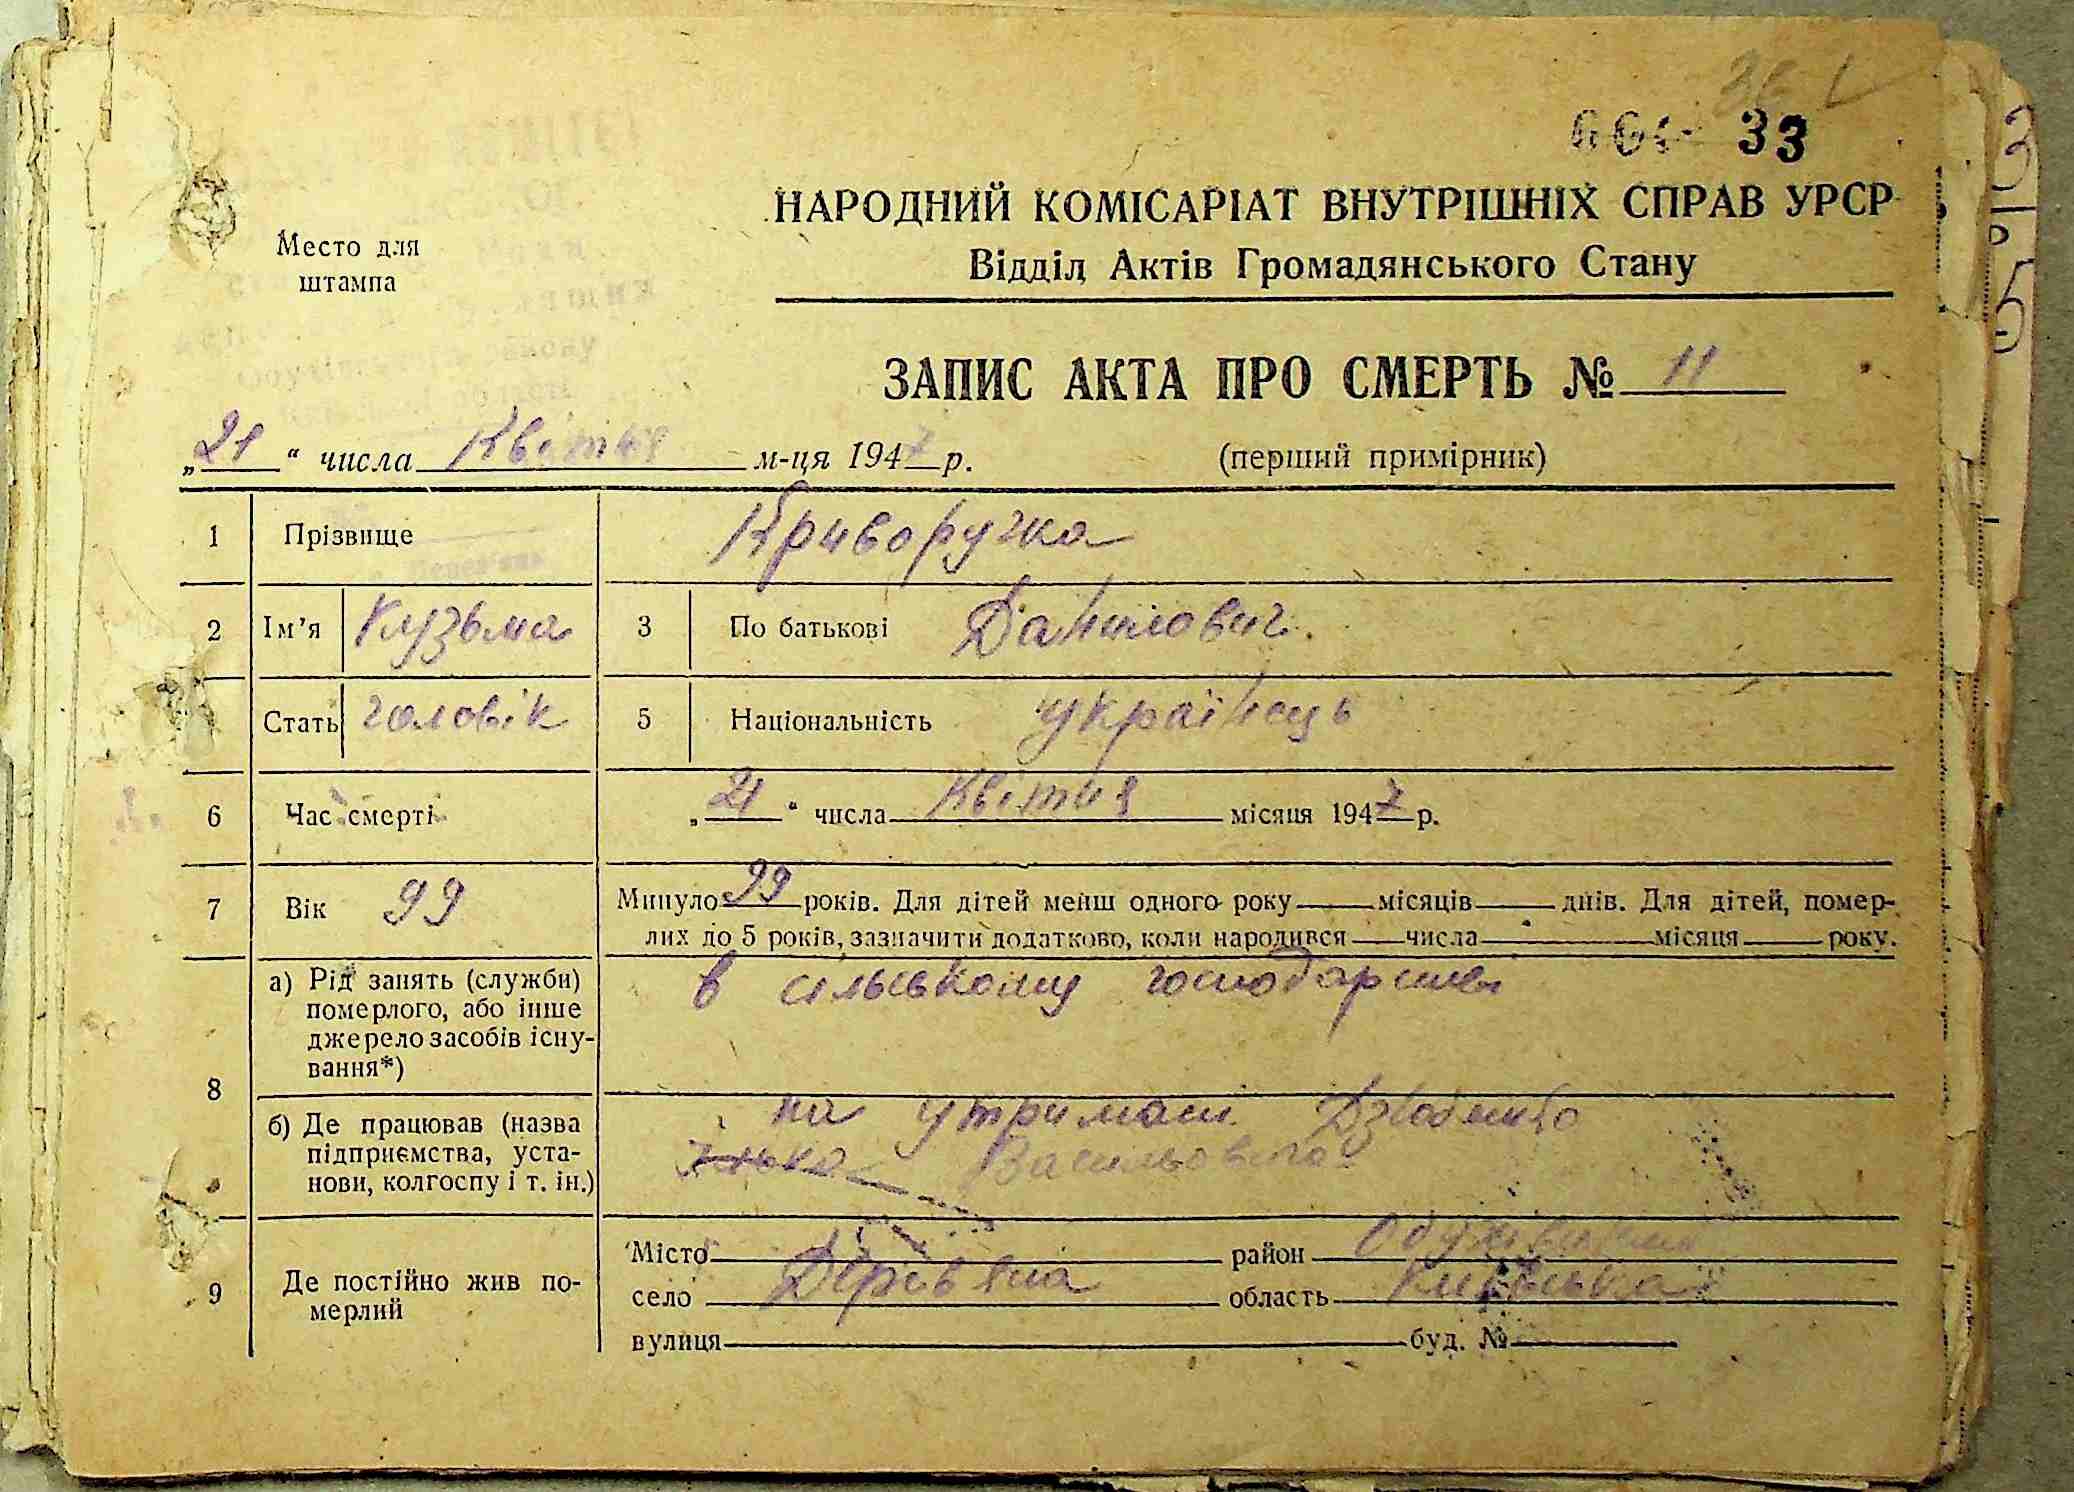 33
НАРОДНИЙ КОМІСАРІАТ ВНУТРІШНІХ СПРАВ УРСР
Место для
штампа
Відділ Актів Громадянського Стану
ЗАПИС АКТА ПРО СМЕРТЬ № 11
„21“ числа Квітня м-ця 1947 р. (перший примірник)
1 Прізвище Криворучка
2 Ім'я Кузьма 3 По батькові Данилович.
Стать чоловік 5 Національність українець
6 Час смерті „21“ числа Квітня місяця 1947 р.
7 Вік 99 Минуло 99 років. Для дітей менш одного року місяців днів. Для дітей, помер-
лих до 5 років, зазначити додатково, коли народився числа місяця року.
8 а) Рід занять (служби) померлого, або інше джерело засобів існу-вання*) в сільському господарстві
б) Де працював (назва підприємства, уста-нови, колгоспу і т. ін.) на утримані
Васильовича
9 Де постійно жив по-мерлий Місто район Обухівський
село Дерев'яна область Київська
вулиця буд. №